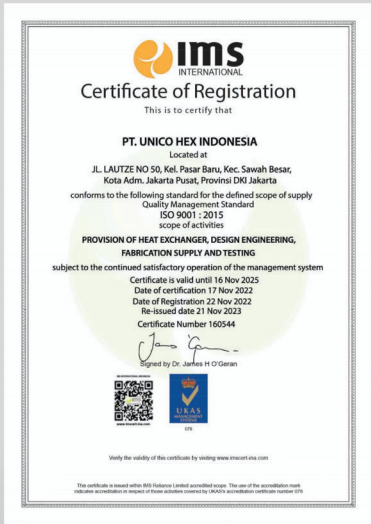 IMS
INTERNATIONAL
Certificate of Registration
This is to certify that
PT. UNICO HEX INDONESIA
Located at
JL. LAUTZE NO 50, Kel. Pasar Baru, Kec. Sawah Besar,
Kota Adm. Jakarta Pusat, Provinsi DKI Jakarta
conforms to the following standard for the defined scope of supply
Quality Management Standard
ISO 9001 : 2015
scope of activities
PROVISION OF HEAT EXCHANGER, DESIGN ENGINEERING,
FABRICATION SUPPLY AND TESTING
subject to the continued satisfactory operation of the management system
Certificate is valid until 16 Nov 2025
Date of certification 17 Nov 2022
Date of Registration 22 Nov 2022
Re-issued date 21 Nov 2023
Certificate Number 160544
Signed by Dr. James H O'Geran
www.imscert-ina.com
UKAS
MANAGEMENT
SYSTEMS
076
Verify the validity of this certificate by visiting www.imscert-ina.com
This certificate is issued within IMS Reliance Limited accredited scope. The use of the accreditation mark
indicates accreditation in respect of those activities covered by UKAS's accreditation certificate number 076